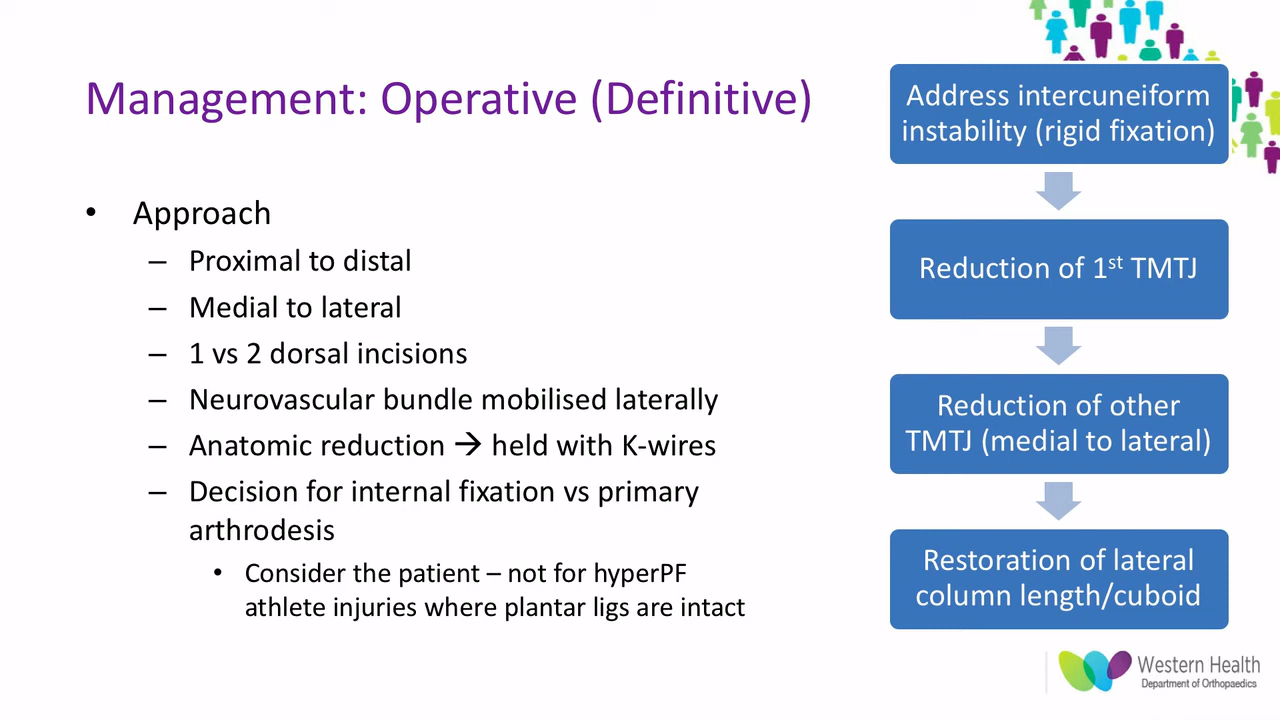 Management: Operative (Definitive)
• Approach
– Proximal to distal
– Medial to lateral
– 1 vs 2 dorsal incisions
– Neurovascular bundle mobilised laterally
– Anatomic reduction → held with K-wires
– Decision for internal fixation vs primary
arthrodesis
• Consider the patient – not for hyperPF
athlete injuries where plantar ligs are intact
Address intercuneiform
instability (rigid fixation)
Reduction of 1st TMTJ
Reduction of other
TMTJ (medial to lateral)
Restoration of lateral
column length/cuboid
Western Health
Department of Orthopaedics